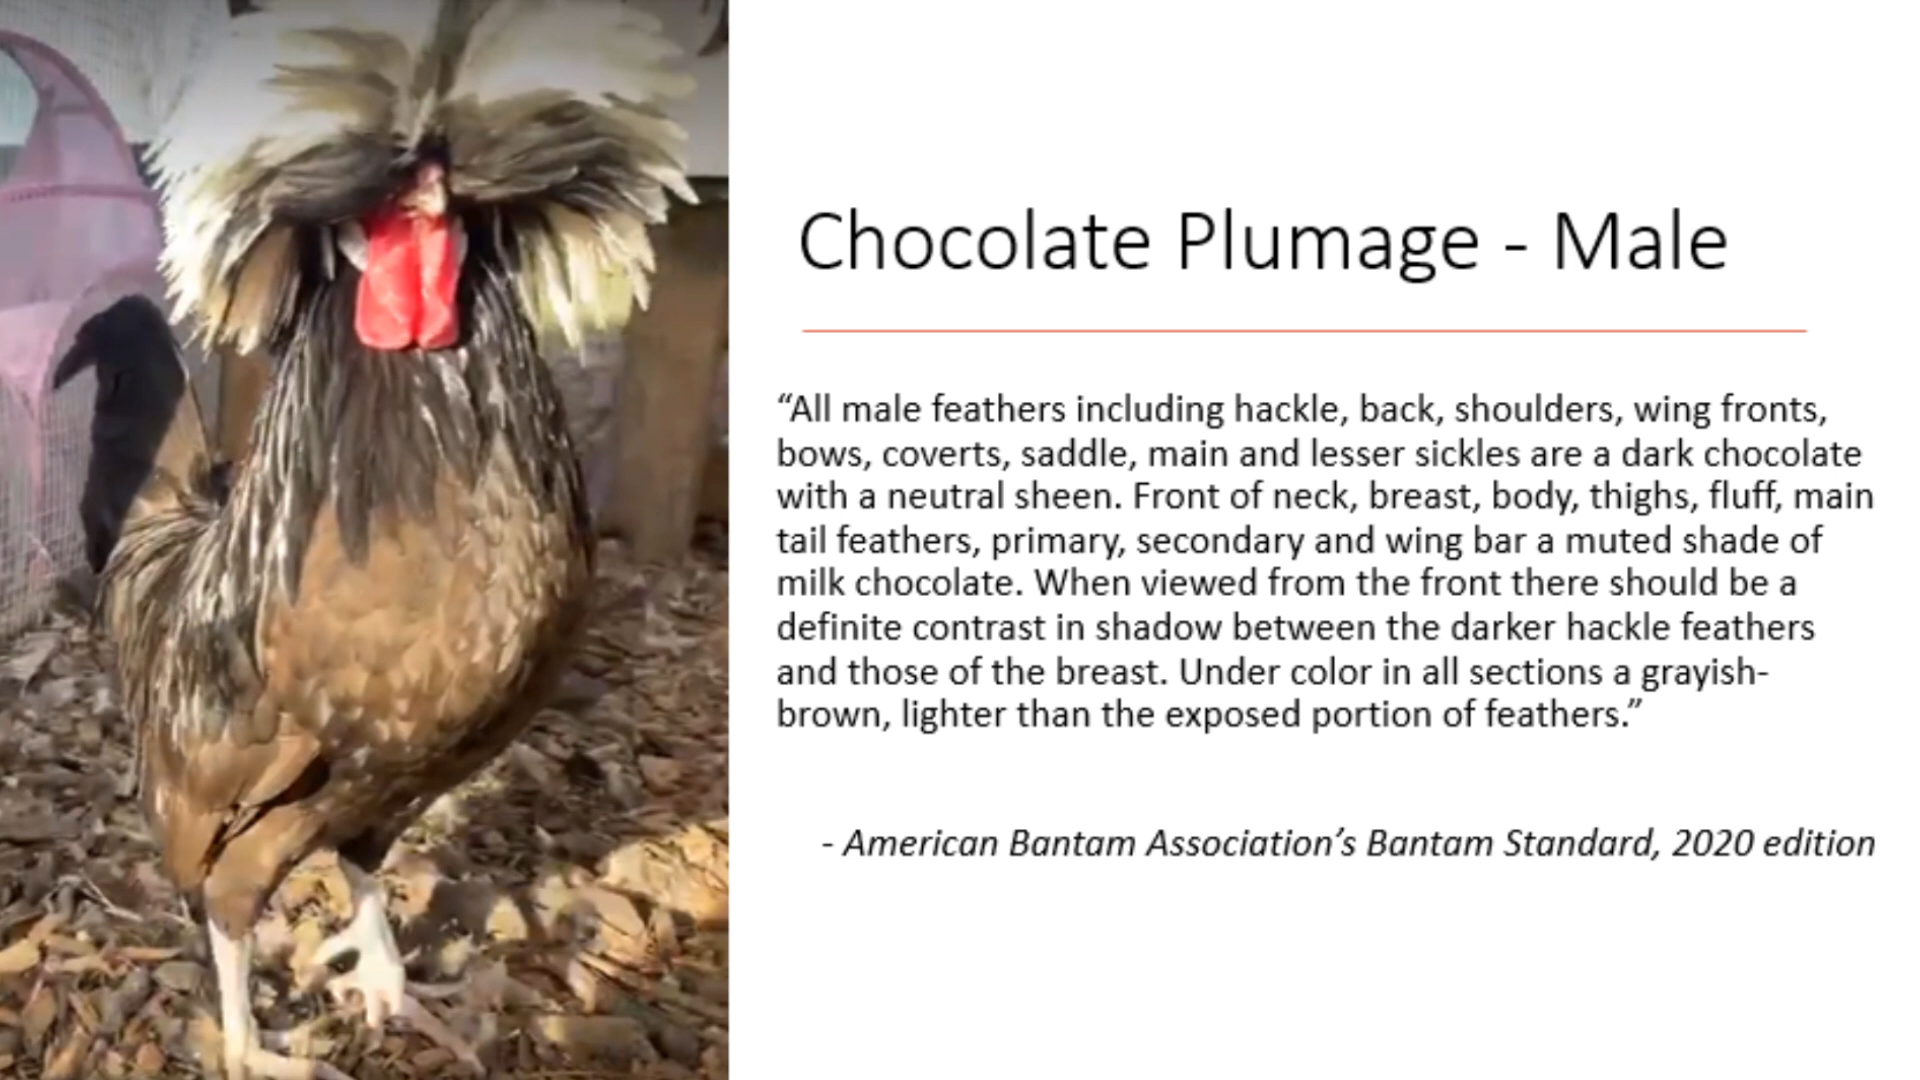 Chocolate Plumage - Male
“All male feathers including hackle, back, shoulders, wing fronts,
bows, coverts, saddle, main and lesser sickles are a dark chocolate
with a neutral sheen. Front of neck, breast, body, thighs, fluff, main
tail feathers, primary, secondary and wing bar a muted shade of
milk chocolate. When viewed from the front there should be a
definite contrast in shadow between the darker hackle feathers
and those of the breast. Under color in all sections a grayish-
brown, lighter than the exposed portion of feathers.”
- American Bantam Association’s Bantam Standard, 2020 edition